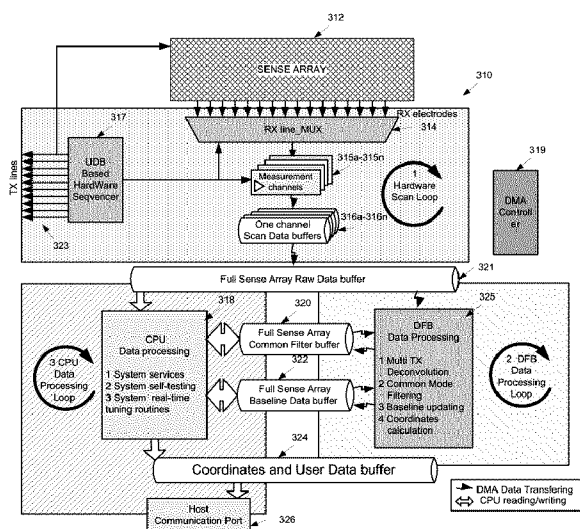 312
SENSE ARRAY
310
RX electrodes
RX line_MUX
314
317
UDB
Based
HardWare
Seqvencer
TX lines
323
Measurement
channels
315a-315n
One channel
Scan Data buffers
316a-316n
1
Hardware
Scan Loop
319
DMA
Controll
er
Full Sense Array Raw Data buffer
321
318
CPU
Data processing
1 System services
2 System self-testing
3 System real-time
tuning routines
3 CPU
Data
Processing
Loop
320
Full Sense Array
Common Filter buffer
322
Full Sense Array
Baseline Data buffer
325
DFB
Data Processing
1 Multi TX
Deconvolution
2 Common Mode
Filtering
3 Baseline updating
4 Coordinates
calculation
2 DFB
Data
Processing
Loop
324
Coordinates and User Data buffer
Host
Communication Port
326
DMA Data Transfering
CPU reading/writing